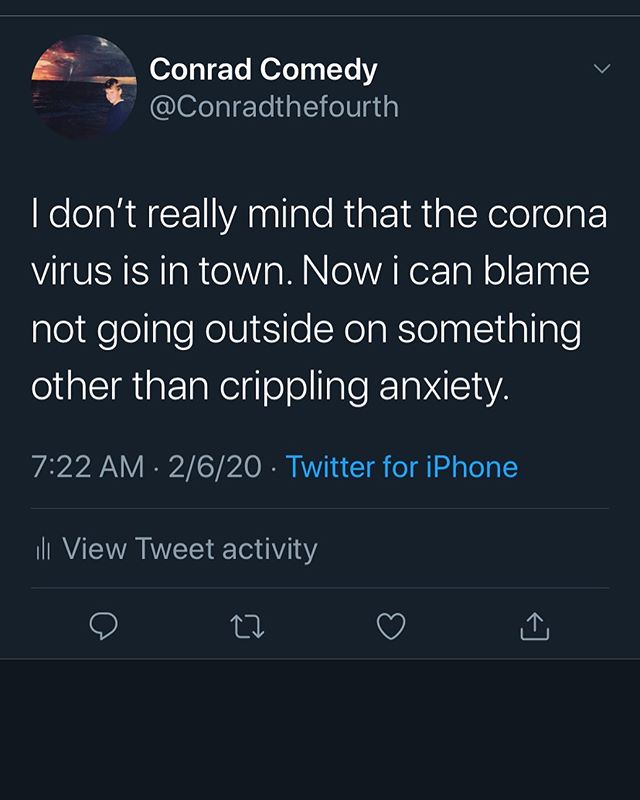 Conrad Comedy
@Conradthefourth
I don't really mind that the corona
virus is in town. Now i can blame
not going outside on something
other than crippling anxiety.
7:22 AM · 2/6/20 · Twitter for iPhone
View Tweet activity